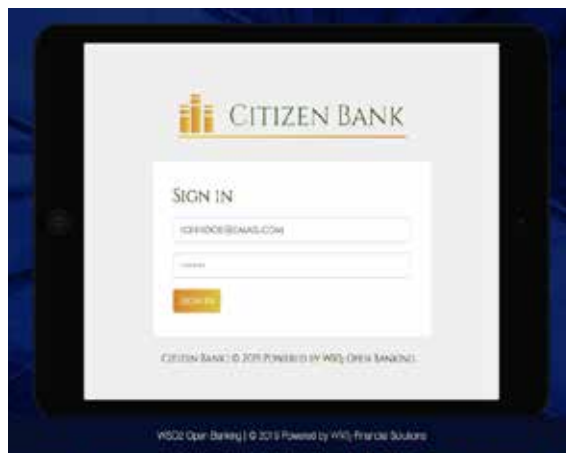 CITIZEN BANK
SIGN IN
SIGN IN
CITIZEN BANK | © 2019 POWERED BY WSO2 OPEN BANKING
WSO2 Open Banking | © 2019 Powered by WSO2 Financial Solutions